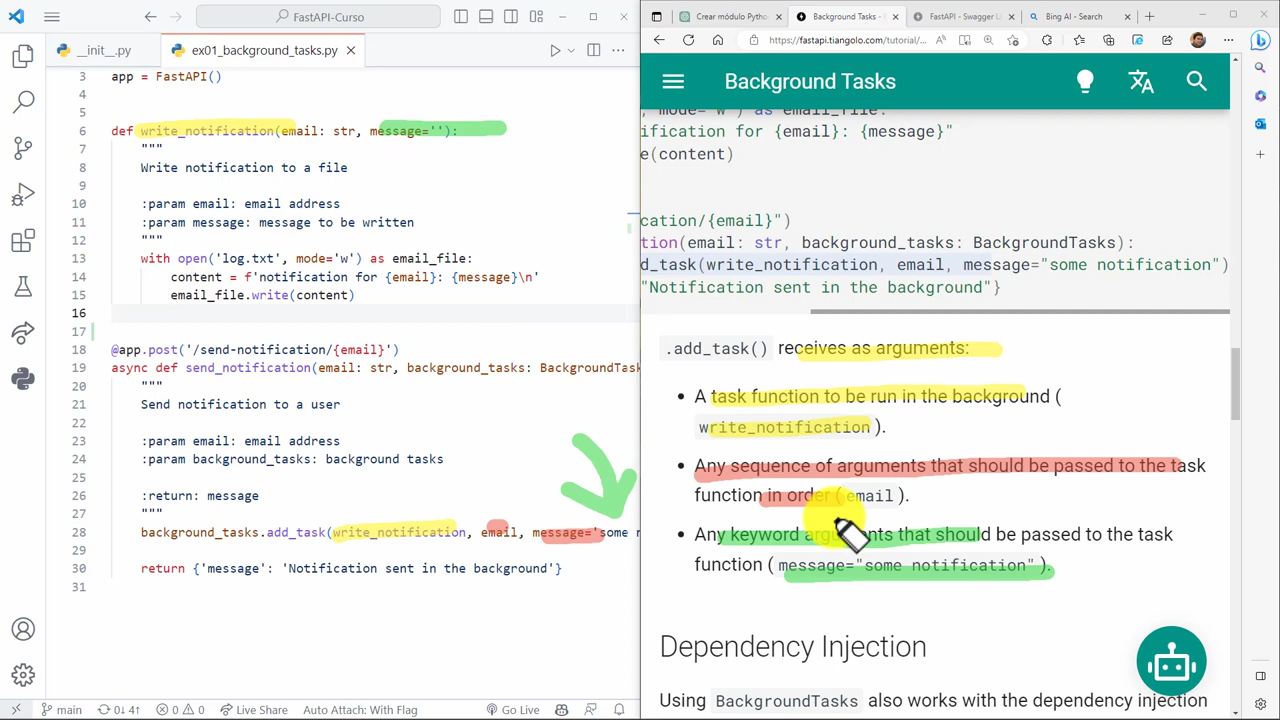 FastAPI-Curso
__init__.py
ex01_background_tasks.py
3 app = FastAPI()
4
5
6 def write_notification(email: str, message=''):
7 """
8 Write notification to a file
9
10 :param email: email address
11 :param message: message to be written
12 """
13 with open('log.txt', mode='w') as email_file:
14 content = f'notification for {email}: {message}\n'
15 email_file.write(content)
16
17
18 @app.post('/send-notification/{email}')
19 async def send_notification(email: str, background_tasks: BackgroundTask
20 """
21 Send notification to a user
22
23 :param email: email address
24 :param background_tasks: background tasks
25
26 :return: message
27 """
28 background_tasks.add_task(write_notification, email, message='some n
29
30 return {'message': 'Notification sent in the background'}
31
main
0↓ 4↑
0 0
Live Share
Auto Attach: With Flag
Go Live
Crear módulo Python
Background Tasks - F
FastAPI - Swagger U
Bing AI - Search
https://fastapi.tiangolo.com/tutorial/...
Background Tasks
, mode="w") as email_file:
ification for {email}: {message}"
e(content)
cation/{email}")
tion(email: str, background_tasks: BackgroundTasks):
d_task(write_notification, email, message="some notification")
"Notification sent in the background"}
.add_task() receives as arguments:
• A task function to be run in the background (
write_notification ).
• Any sequence of arguments that should be passed to the task
function in order ( email ).
• Any keyword arguments that should be passed to the task
function ( message="some notification" ).
Dependency Injection
Using BackgroundTasks also works with the dependency injection